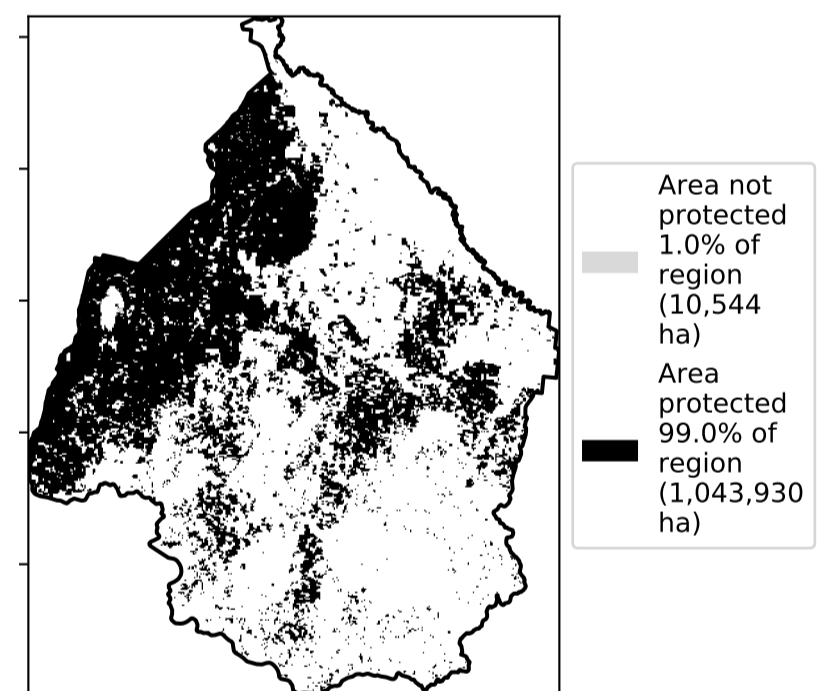 Area not
protected
1.0% of
region
(10,544
ha)
Area
protected
99.0% of
region
(1,043,930
ha)